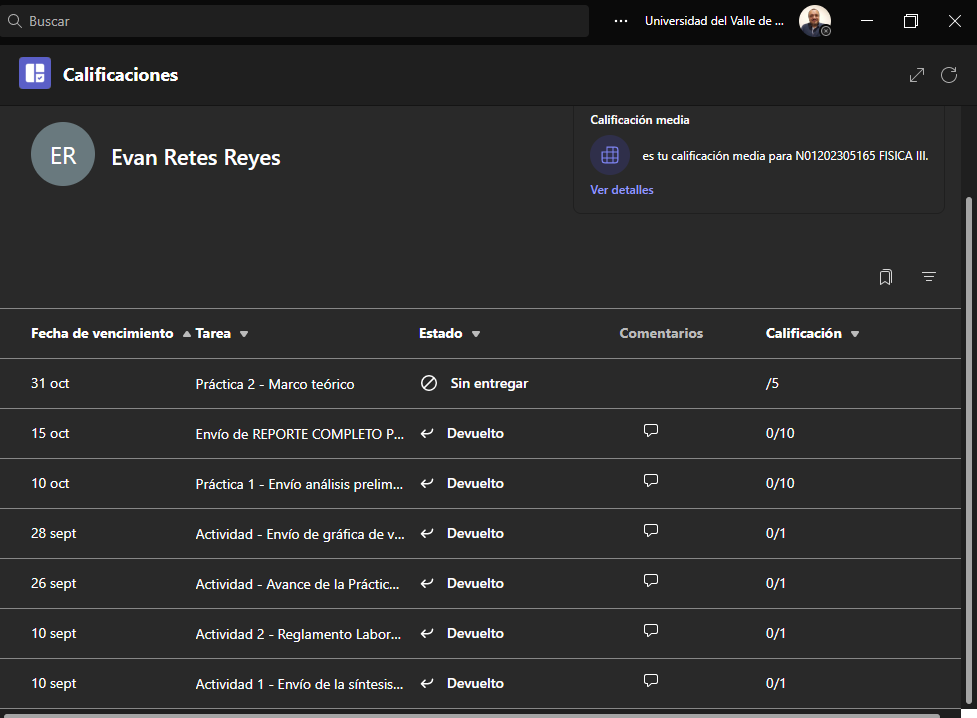 Buscar
Universidad del Valle de ...
Calificaciones
ER
Evan Retes Reyes
Calificación media
es tu calificación media para N01202305165 FISICA III.
Ver detalles
Fecha de vencimiento Tarea Estado Comentarios Calificación
31 oct Práctica 2 - Marco teórico Sin entregar /5
15 oct Envío de REPORTE COMPLETO P... Devuelto 0/10
10 oct Práctica 1 - Envío análisis prelim... Devuelto 0/10
28 sept Actividad - Envío de gráfica de v... Devuelto 0/1
26 sept Actividad - Avance de la Práctic... Devuelto 0/1
10 sept Actividad 2 - Reglamento Labor... Devuelto 0/1
10 sept Actividad 1 - Envío de la síntesis... Devuelto 0/1